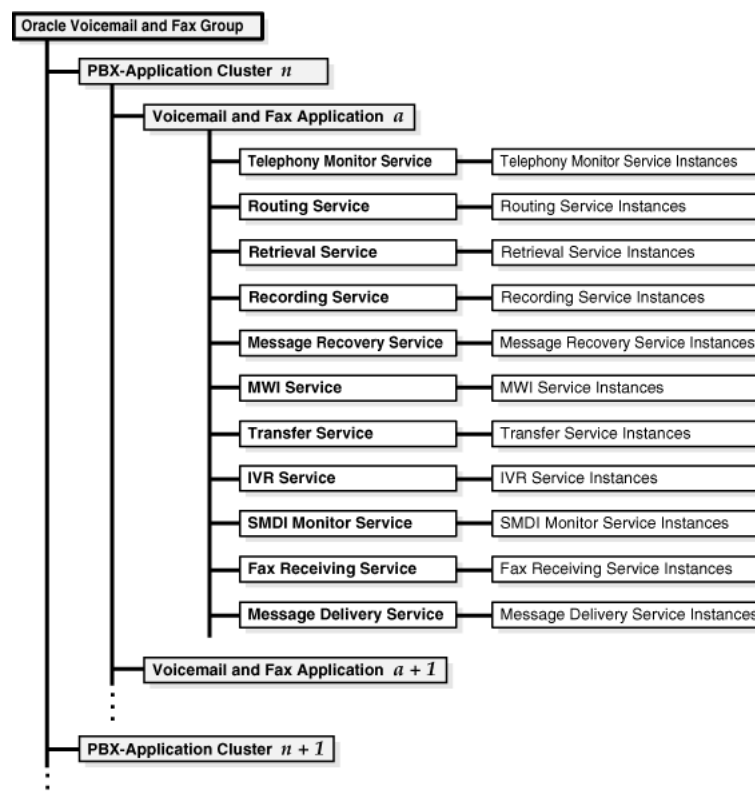 Oracle Voicemail and Fax Group
PBX-Application Cluster n
Voicemail and Fax Application a
Telephony Monitor Service Telephony Monitor Service Instances
Routing Service Routing Service Instances
Retrieval Service Retrieval Service Instances
Recording Service Recording Service Instances
Message Recovery Service Message Recovery Service Instances
MWI Service MWI Service Instances
Transfer Service Transfer Service Instances
IVR Service IVR Service Instances
SMDI Monitor Service SMDI Monitor Service Instances
Fax Receiving Service Fax Receiving Service Instances
Message Delivery Service Message Delivery Service Instances
Voicemail and Fax Application a + 1
PBX-Application Cluster n + 1